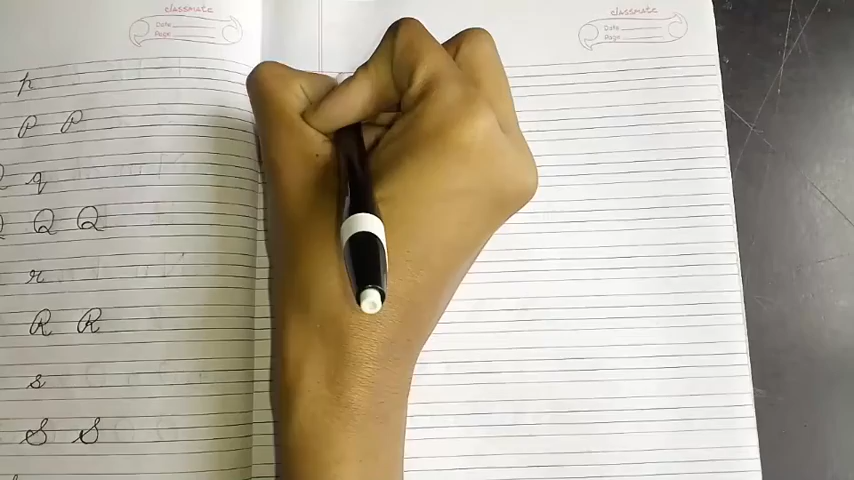 classmate
Date
Page
classmate
Date
Page
p
P P
q
Q Q
r
R R
s
S S